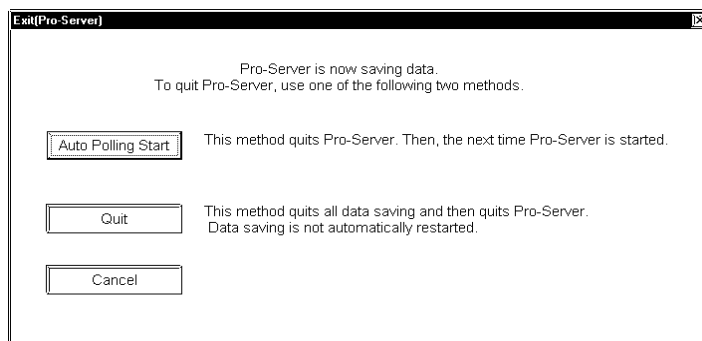 Exit(Pro-Server)
Pro-Server is now saving data.
To quit Pro-Server, use one of the following two methods.
Auto Polling Start
This method quits Pro-Server. Then, the next time Pro-Server is started.
Quit
This method quits all data saving and then quits Pro-Server.
Data saving is not automatically restarted.
Cancel